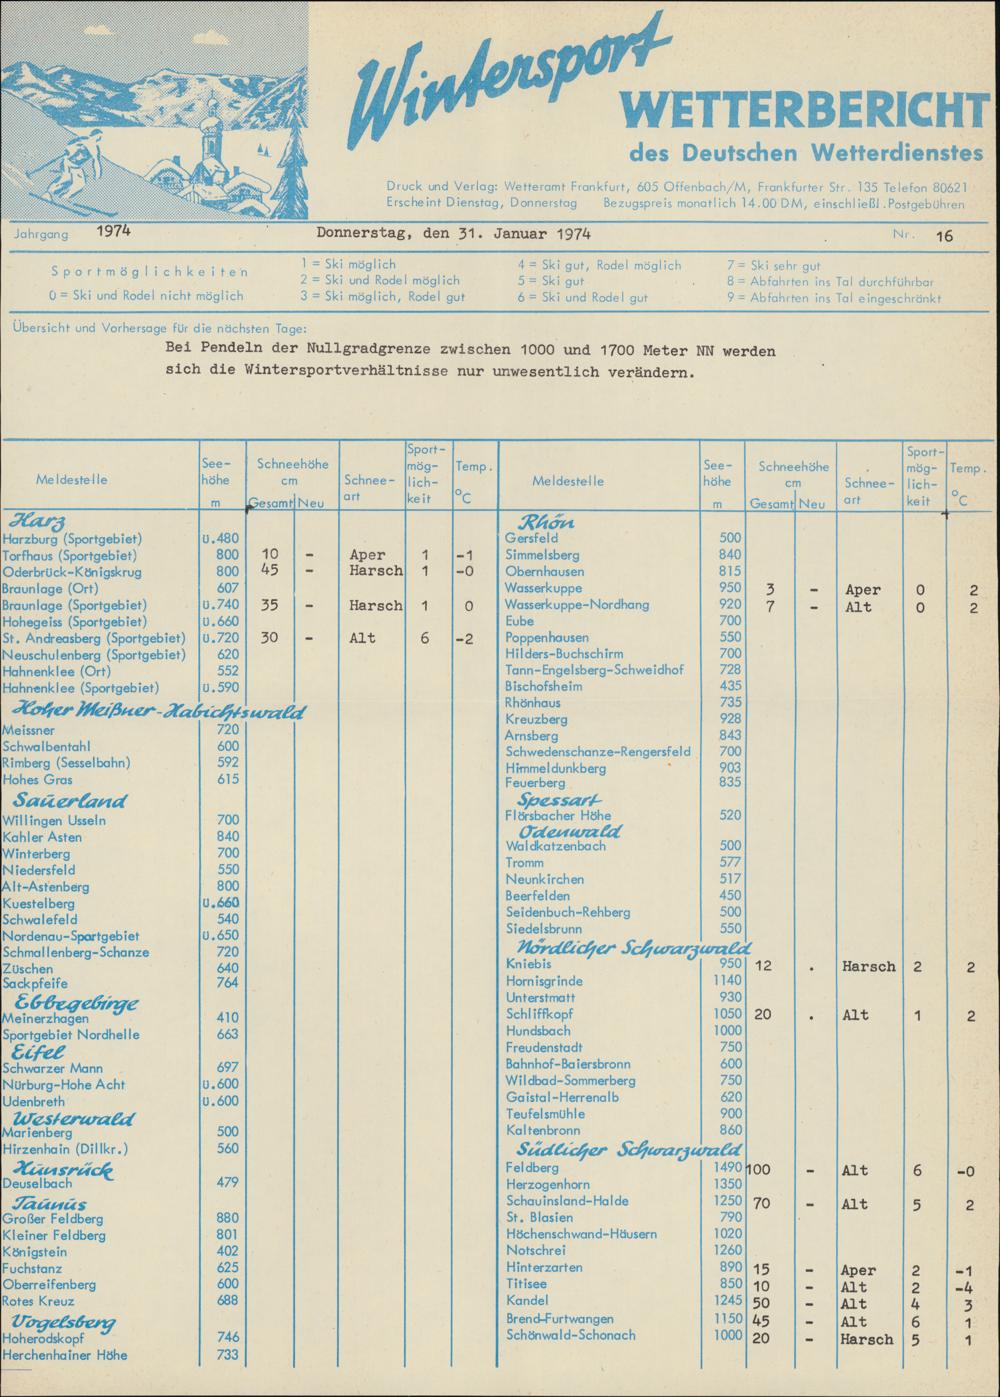 Wintersport
WETTERBERICHT
des Deutschen Wetterdienstes
Druck und Verlag: Wetteramt Frankfurt, 605 Offenbach/M, Frankfurter Str. 135 Telefon 80621
Erscheint Dienstag, Donnerstag Bezugspreis monatlich 14.00 DM, einschließl. Postgebühren
Jahrgang 1974 Donnerstag, den 31. Januar 1974 Nr. 16
Sportmöglichkeiten
0 = Ski und Rodel nicht möglich
1 = Ski möglich
2 = Ski und Rodel möglich
3 = Ski möglich, Rodel gut
4 = Ski gut, Rodel möglich
5 = Ski gut
6 = Ski und Rodel gut
7 = Ski sehr gut
8 = Abfahrten ins Tal durchführbar
9 = Abfahrten ins Tal eingeschränkt
Übersicht und Vorhersage für die nächsten Tage:
Bei Pendeln der Nullgradgrenze zwischen 1000 und 1700 Meter NN werden
sich die Wintersportverhältnisse nur unwesentlich verändern.
Meldestelle See-höhe m Schneehöhe cm Gesamt Neu Schnee-art Sport-mög-lich-keit Temp. °C
Harz
Harzburg (Sportgebiet) ü.480
Torfhaus (Sportgebiet) 800 10 - Aper 1 -1
Oderbrück-Königskrug 800 45 - Harsch 1 -0
Braunlage (Ort) 607
Braunlage (Sportgebiet) ü.740 35 - Harsch 1 0
Hohegeiss (Sportgebiet) ü.660
St. Andreasberg (Sportgebiet) ü.720 30 - Alt 6 -2
Neuschulenberg (Sportgebiet) 620
Hahnenklee (Ort) 552
Hahnenklee (Sportgebiet) ü.590
Hoher Meißner-Habichtswald
Meissner 720
Schwalbentahl 600
Rimberg (Sesselbahn) 592
Hohes Gras 615
Sauerland
Willingen Usseln 700
Kahler Asten 840
Winterberg 700
Niedersfeld 550
Alt-Astenberg 800
Kuestelberg ü.660
Schwalefeld 540
Nordenau-Sportgebiet ü.650
Schmallenberg-Schanze 720
Züschen 640
Sackpfeife 764
Ebbegebirge
Meinerzhagen 410
Sportgebiet Nordhelle 663
Eifel
Schwarzer Mann 697
Nürburg-Hohe Acht ü.600
Udenbreth ü.600
Westerwald
Marienberg 500
Hirzenhain (Dillkr.) 560
Hunsrück
Deuselbach 479
Taunus
Großer Feldberg 880
Kleiner Feldberg 801
Königstein 402
Fuchstanz 625
Oberreifenberg 600
Rotes Kreuz 688
Vogelsberg
Hoherodskopf 746
Herchenhainer Höhe 733
Meldestelle See-höhe m Schneehöhe cm Gesamt Neu Schnee-art Sport-mög-lich-keit Temp. °C
Rhön
Gersfeld 500
Simmelsberg 840
Obernhausen 815
Wasserkuppe 950 3 - Aper 0 2
Wasserkuppe-Nordhang 920 7 - Alt 0 2
Eube 700
Poppenhausen 550
Hilders-Buchschirm 700
Tann-Engelsberg-Schweidhof 728
Bischofsheim 435
Rhönhaus 735
Kreuzberg 928
Arnsberg 843
Schwedenschanze-Rengersfeld 700
Himmeldunkberg 903
Feuerberg 835
Spessart
Flörsbacher Höhe 520
Odenwald
Waldkatzenbach 500
Tromm 577
Neunkirchen 517
Beerfelden 450
Seidenbuch-Rehberg 500
Siedelsbrunn 550
Nördlicher Schwarzwald
Kniebis 950 12 . Harsch 2 2
Hornisgrinde 1140
Unterstmatt 930
Schliffkopf 1050 20 . Alt 1 2
Hundsbach 1000
Freudenstadt 750
Bahnhof-Baiersbronn 600
Wildbad-Sommerberg 750
Gaistal-Herrenalb 620
Teufelsmühle 900
Kaltenbronn 860
Südlicher Schwarzwald
Feldberg 1490 100 - Alt 6 -0
Herzogenhorn 1350
Schauinsland-Halde 1250 70 - Alt 5 2
St. Blasien 790
Höchenschwand-Häusern 1020
Notschrei 1260
Hinterzarten 890 15 - Aper 2 -1
Titisee 850 10 - Alt 2 -4
Kandel 1245 50 - Alt 4 3
Brend-Furtwangen 1150 45 - Alt 6 1
Schönwald-Schonach 1000 20 - Harsch 5 1